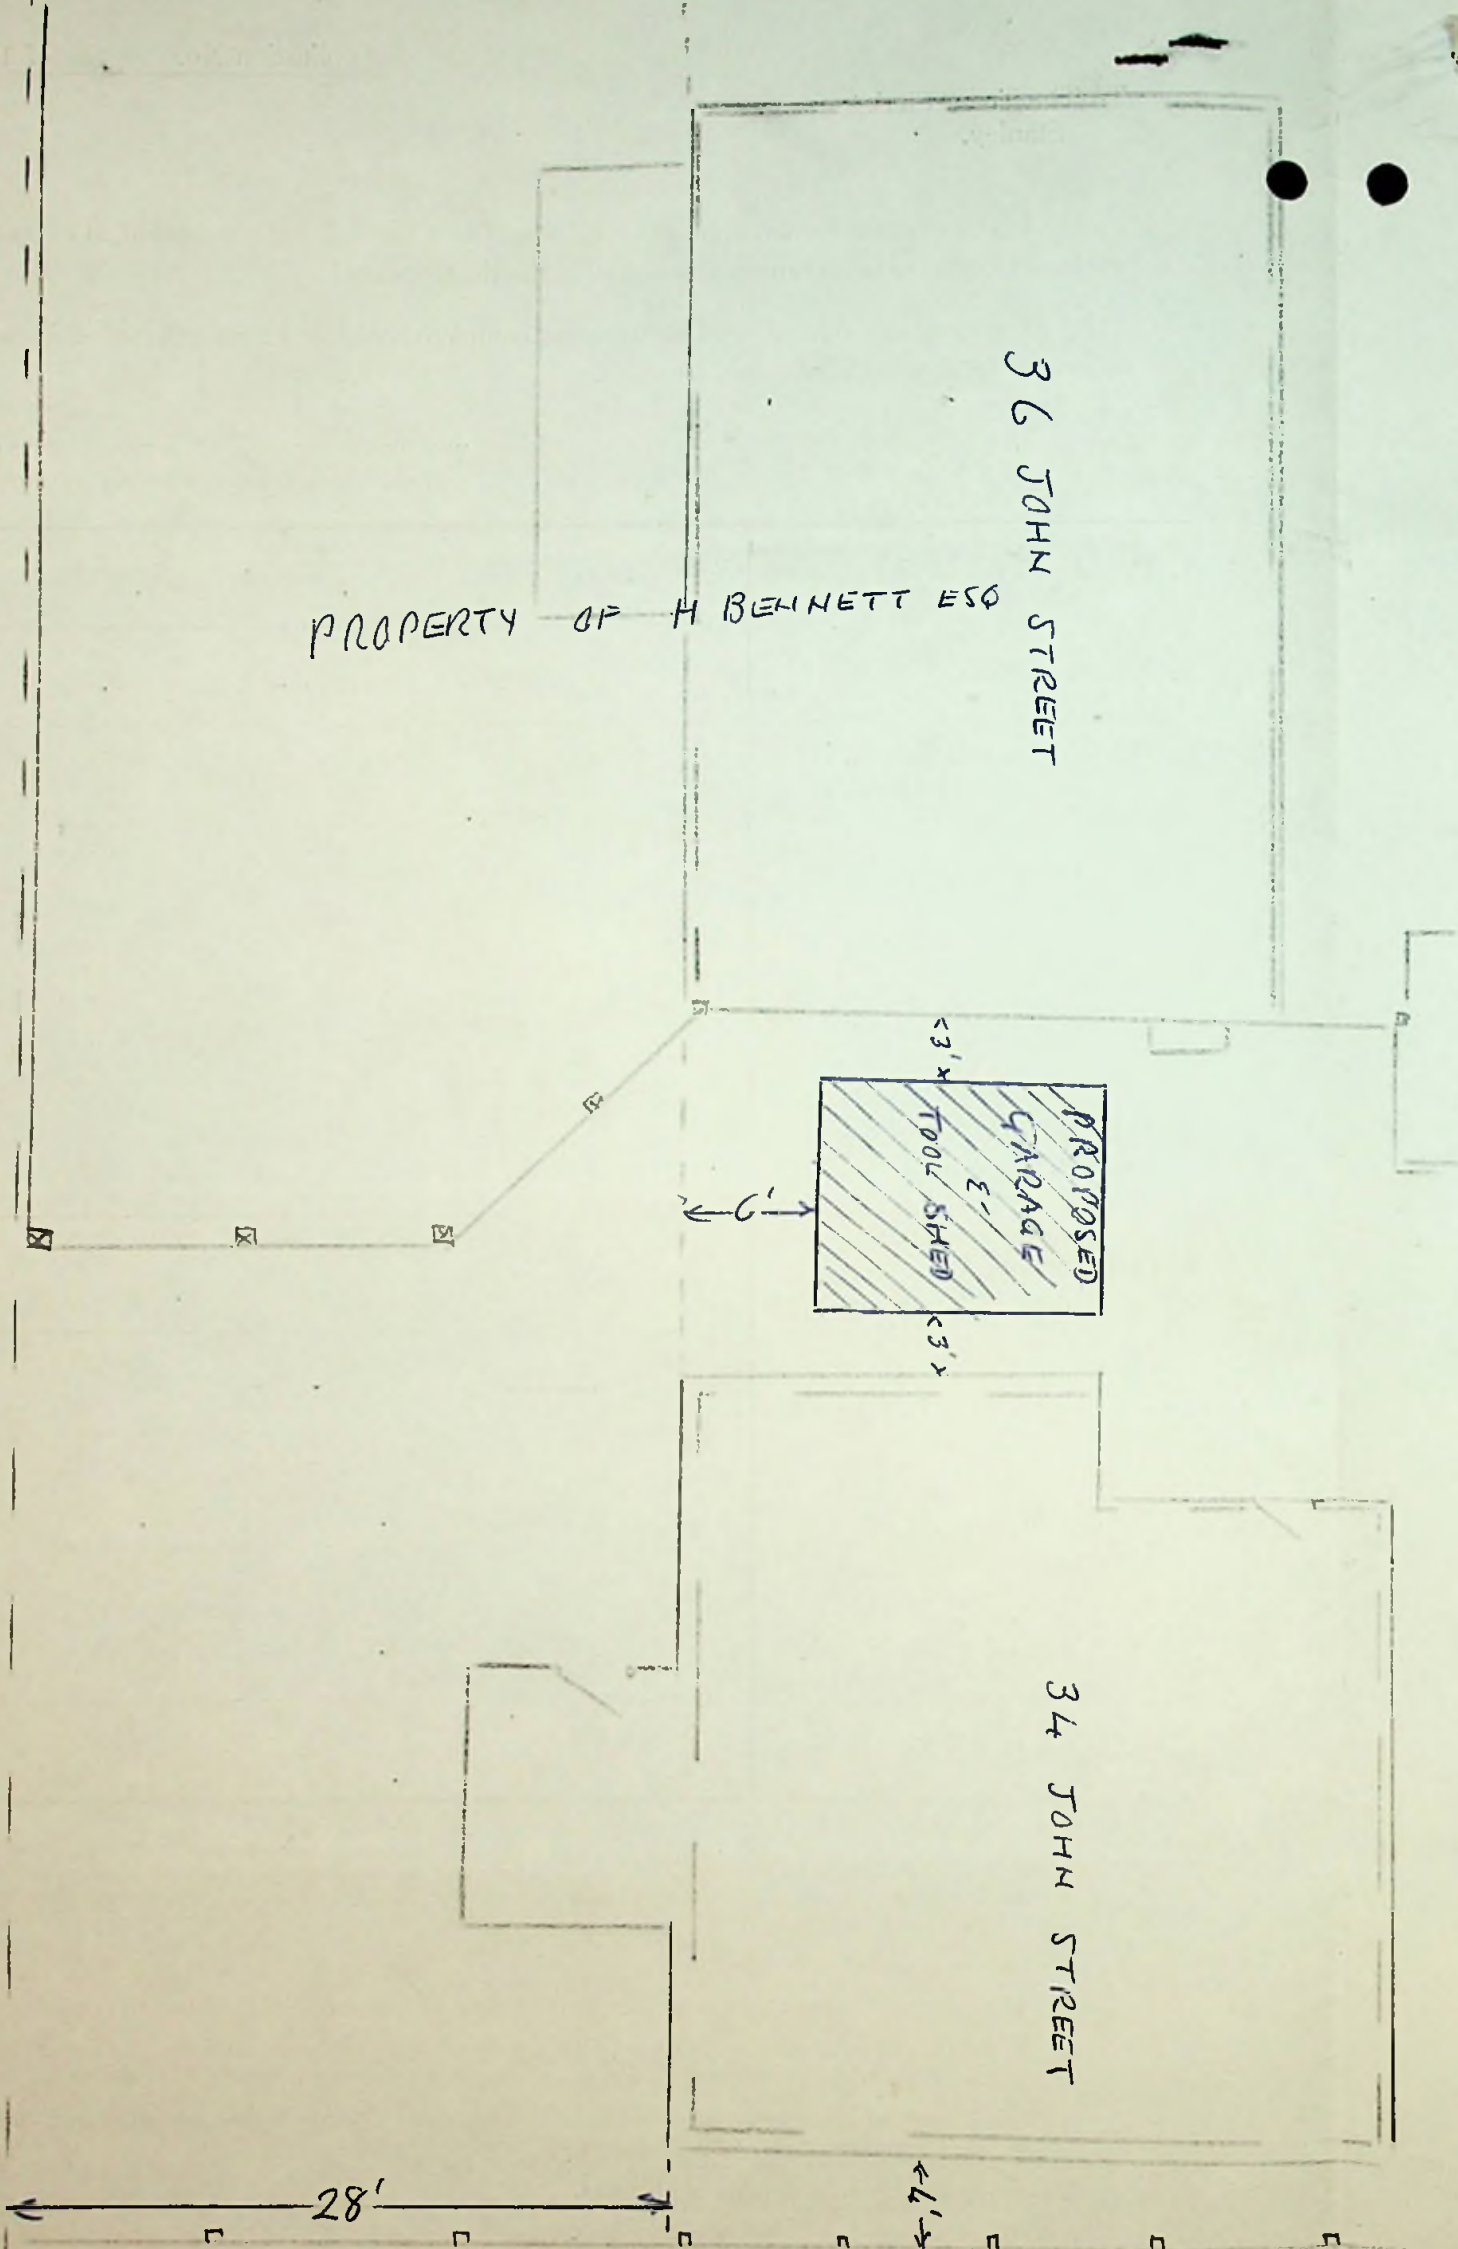 36 JOHN STREET
PROPERTY OF H BENNETT ESQ
<3'x
PROPOSED
GARAGE
&
TOOL SHED
6'
<3'x
34 JOHN STREET
28'
4'